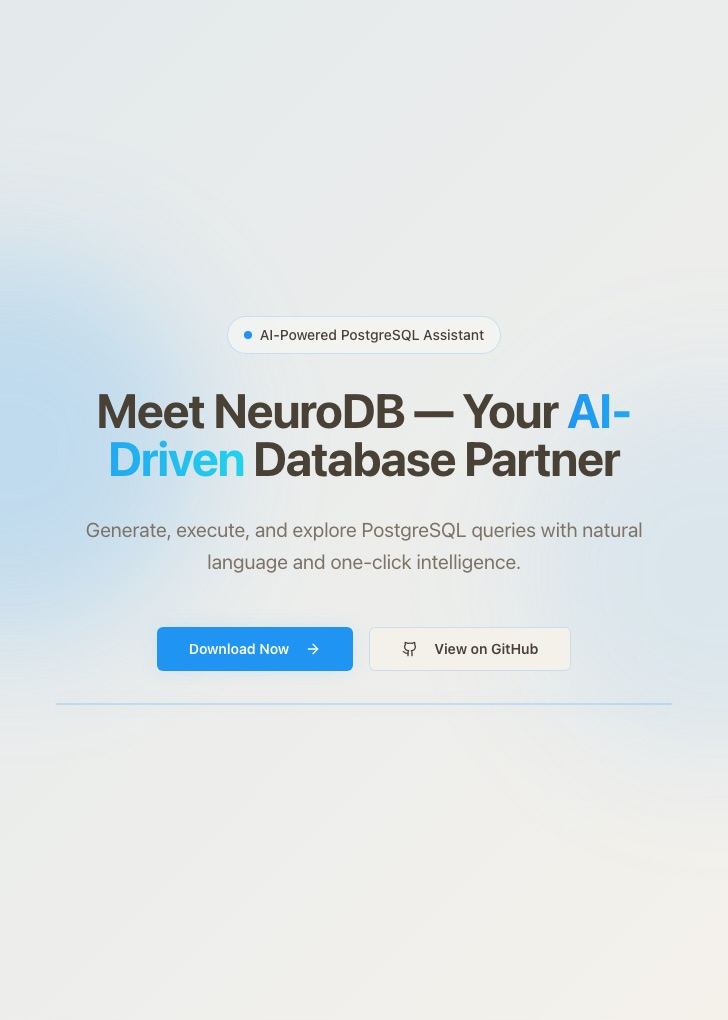 AI-Powered PostgreSQL Assistant
Meet NeuroDB — Your AI-
Driven Database Partner
Generate, execute, and explore PostgreSQL queries with natural
language and one-click intelligence.
Download Now
View on GitHub